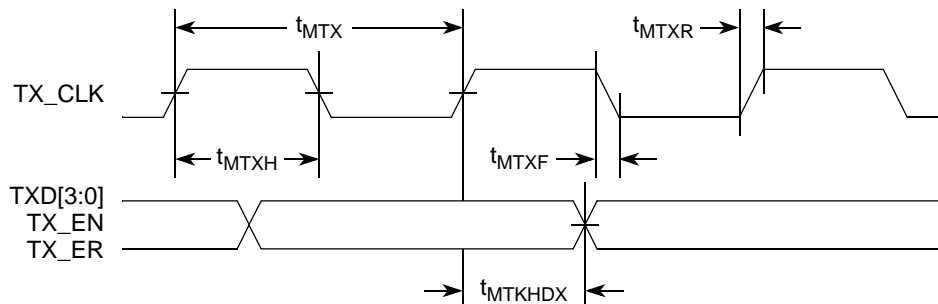 tMTX
tMTXR
TX_CLK
tMTXH
tMTXF
TXD[3:0]
TX_EN
TX_ER
tMTKHDX